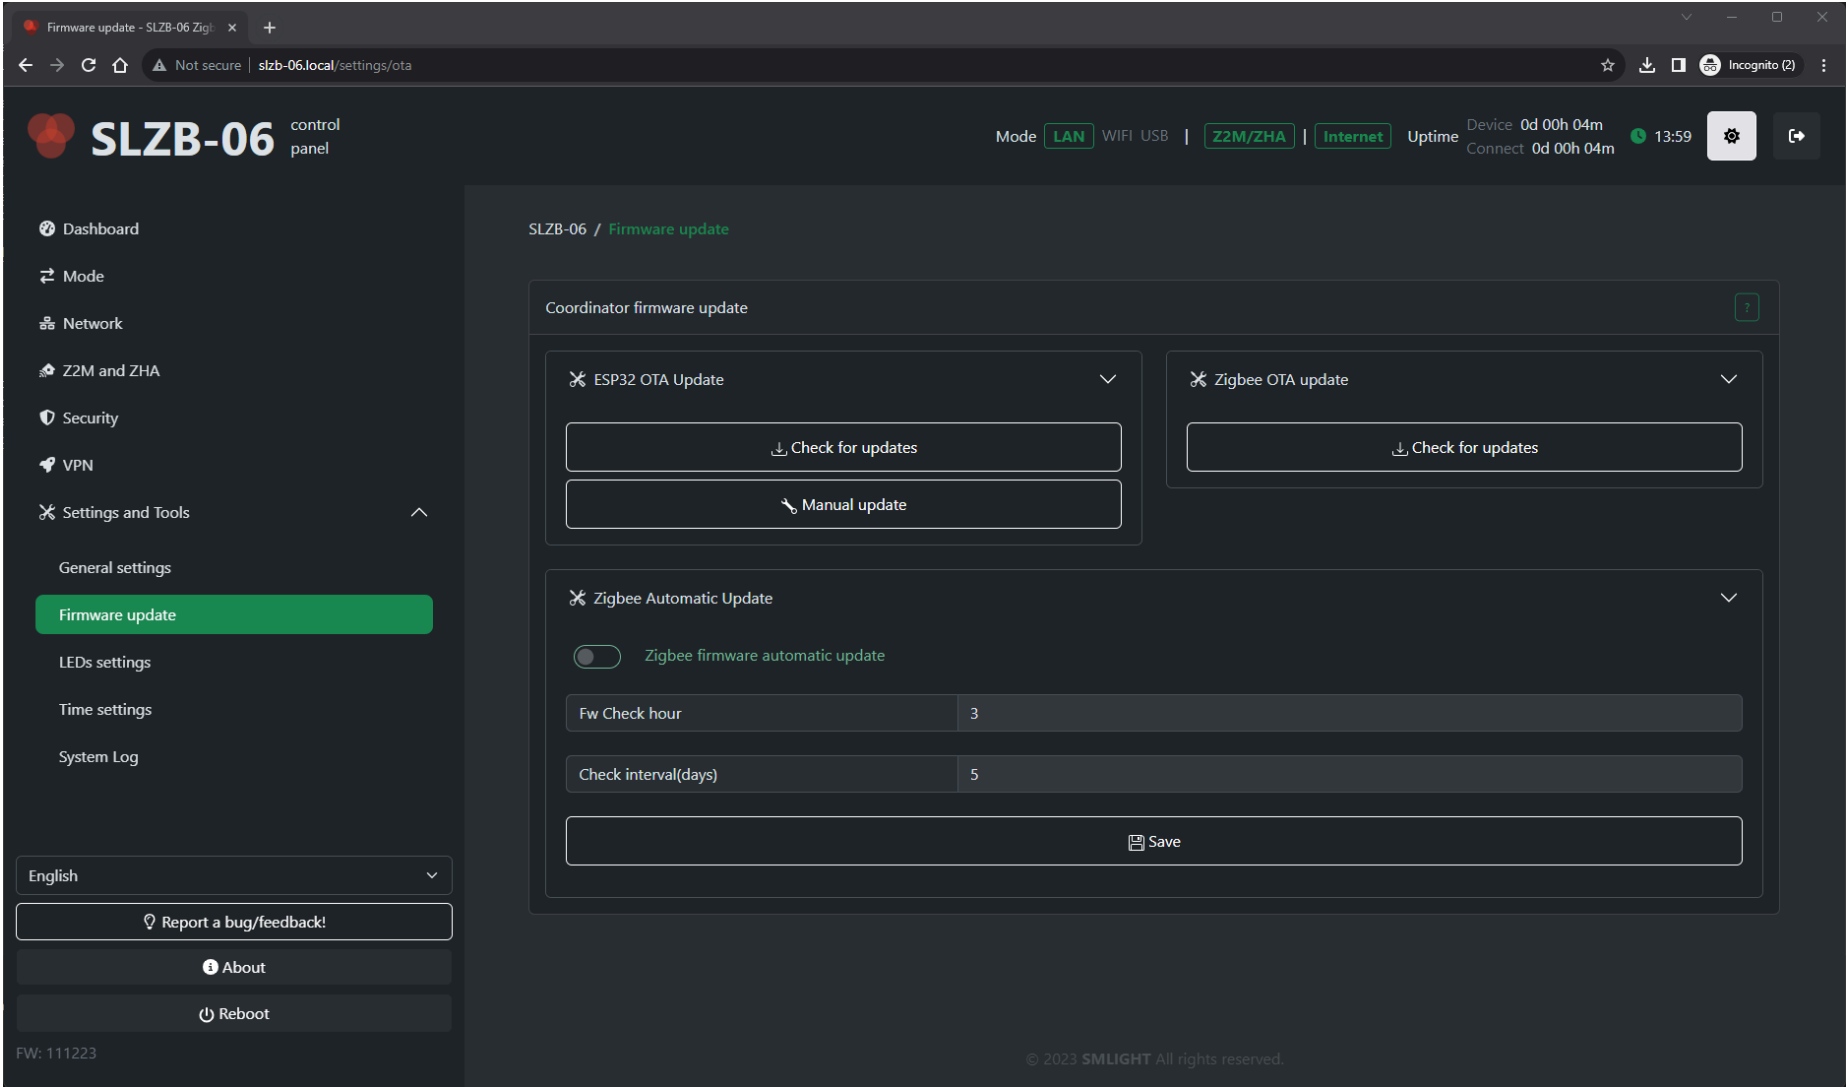 Firmware update - SLZB-06 Zigb
Not secure
slzb-06.local/settings/ota
Incognito (2)
SLZB-06
control
panel
Mode LAN WIFI USB | Z2M/ZHA | Internet Uptime
Device 0d 00h 04m
Connect 0d 00h 04m
13:59
Dashboard
Mode
Network
Z2M and ZHA
Security
VPN
Settings and Tools
General settings
Firmware update
LEDs settings
Time settings
System Log
English
Report a bug/feedback!
About
Reboot
FW: 111223
SLZB-06 / Firmware update
Coordinator firmware update
?
ESP32 OTA Update
Check for updates
Manual update
Zigbee OTA update
Check for updates
Zigbee Automatic Update
Zigbee firmware automatic update
Fw Check hour 3
Check interval(days) 5
Save
© 2023 SMLIGHT All rights reserved.